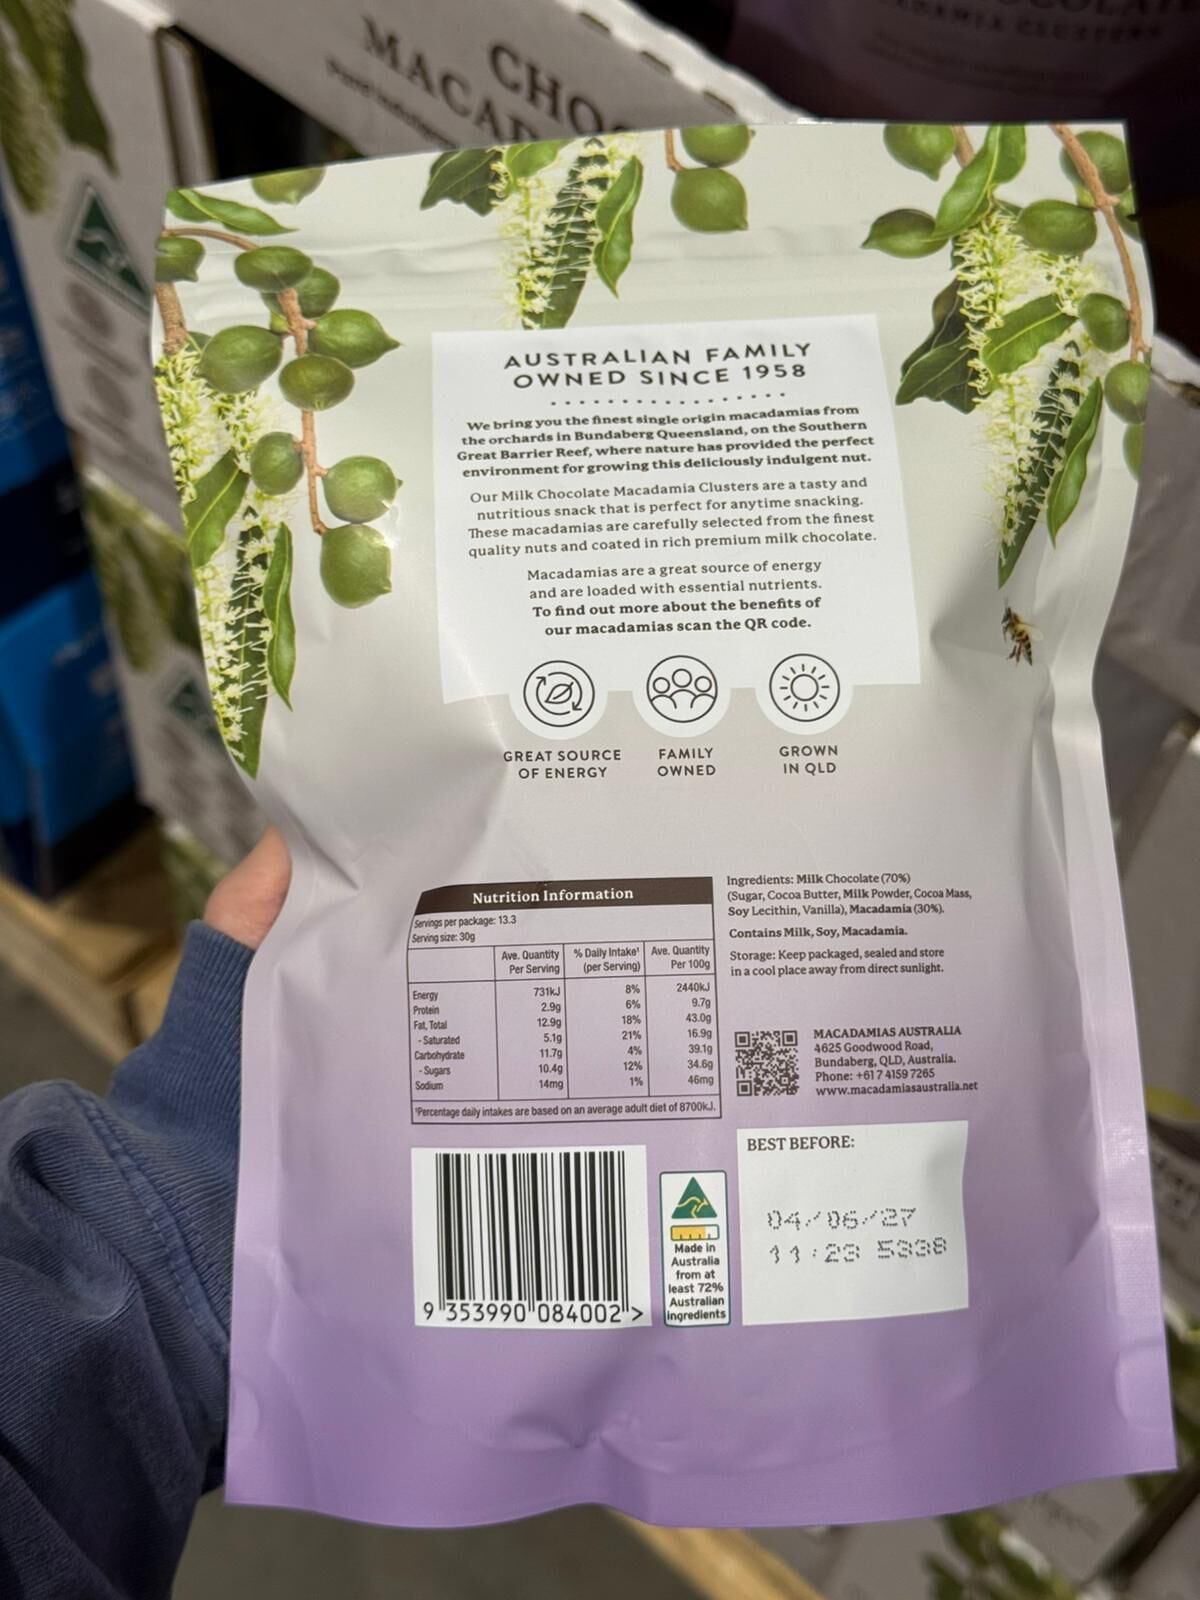 CHO
MACAD
CLUSTERS
AUSTRALIAN FAMILY
OWNED SINCE 1958
We bring you the finest single origin macadamias from
the orchards in Bundaberg Queensland, on the Southern
Great Barrier Reef, where nature has provided the perfect
environment for growing this deliciously indulgent nut.
Our Milk Chocolate Macadamia Clusters are a tasty and
nutritious snack that is perfect for anytime snacking.
These macadamias are carefully selected from the finest
quality nuts and coated in rich premium milk chocolate.
Macadamias are a great source of energy
and are loaded with essential nutrients.
To find out more about the benefits of
our macadamias scan the QR code.
GREAT SOURCE
OF ENERGY
FAMILY
OWNED
GROWN
IN QLD
Nutrition Information
Servings per package: 13.3
Serving size: 30g
Ave. Quantity Per Serving % Daily Intake¹ (per Serving) Ave. Quantity Per 100g
Energy 731kJ 8% 2440kJ
Protein 2.9g 6% 9.7g
Fat, Total 12.9g 18% 43.0g
- Saturated 5.1g 21% 16.9g
Carbohydrate 11.7g 4% 39.1g
- Sugars 10.4g 12% 34.6g
Sodium 14mg 1% 46mg
¹Percentage daily intakes are based on an average adult diet of 8700kJ.
Ingredients: Milk Chocolate (70%)
(Sugar, Cocoa Butter, Milk Powder, Cocoa Mass,
Soy Lecithin, Vanilla), Macadamia (30%).
Contains Milk, Soy, Macadamia.
Storage: Keep packaged, sealed and store
in a cool place away from direct sunlight.
MACADAMIAS AUSTRALIA
4625 Goodwood Road,
Bundaberg, QLD, Australia.
Phone: +61 7 4159 7265
www.macadamiasaustralia.net
9 353990 084002 >
Made in
Australia
from at
least 72%
Australian
ingredients
BEST BEFORE:
04/06/27
11:23 5338